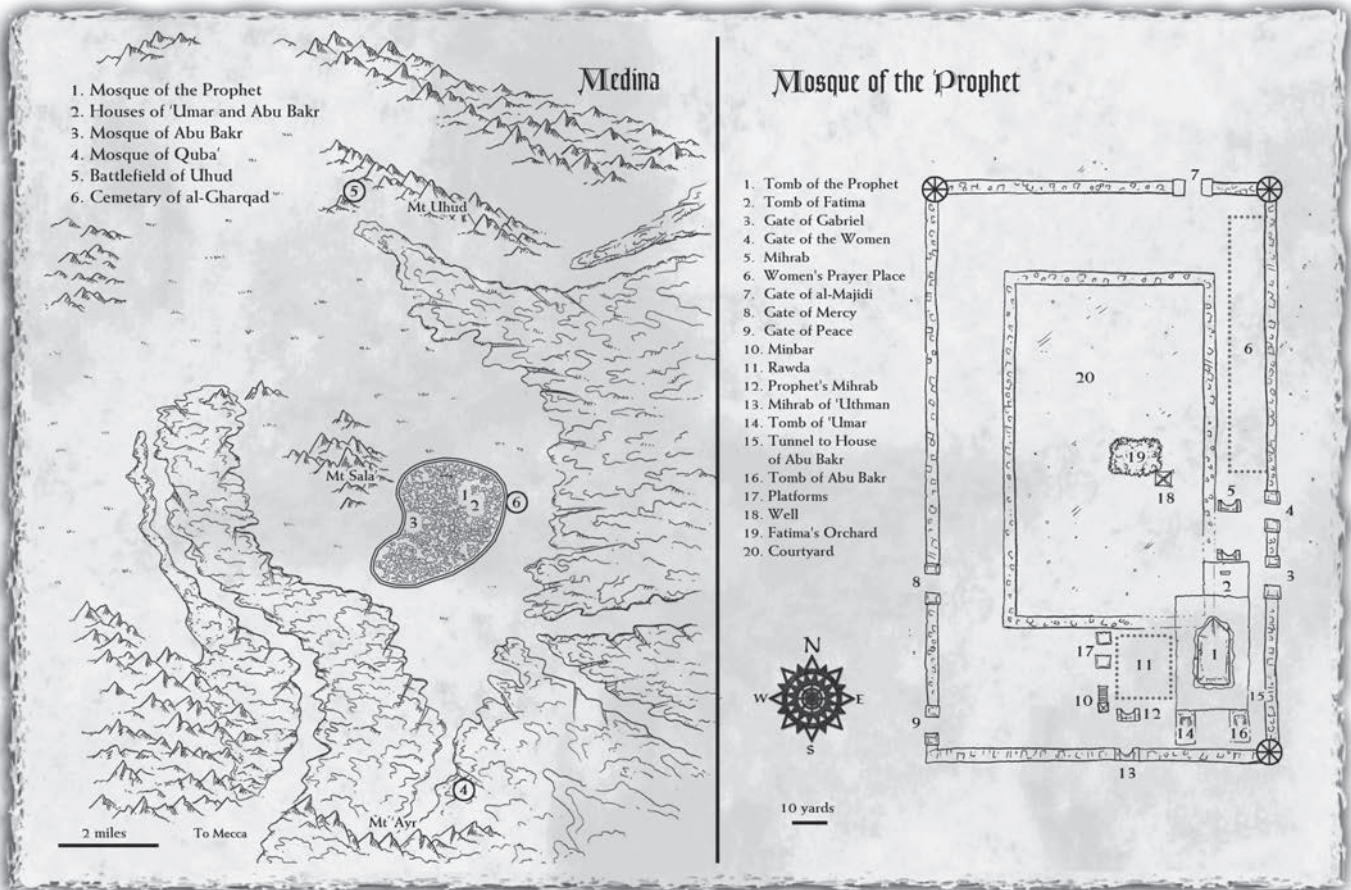 Medina
1. Mosque of the Prophet
2. Houses of 'Umar and Abu Bakr
3. Mosque of Abu Bakr
4. Mosque of Quba'
5. Battlefield of Uhud
6. Cemetary of al-Gharqad
5
Mt Uhud
Mt Sala
1
2
3
6
4
Mt 'Ayr
2 miles
To Mecca
Mosque of the Prophet
1. Tomb of the Prophet
2. Tomb of Fatima
3. Gate of Gabriel
4. Gate of the Women
5. Mihrab
6. Women's Prayer Place
7. Gate of al-Majidi
8. Gate of Mercy
9. Gate of Peace
10. Minbar
11. Rawda
12. Prophet's Mihrab
13. Mihrab of 'Uthman
14. Tomb of 'Umar
15. Tunnel to House
of Abu Bakr
16. Tomb of Abu Bakr
17. Platforms
18. Well
19. Fatima's Orchard
20. Courtyard
7
6
20
19
18
5
4
3
8
2
17
11
1
10
12
15
9
14
16
13
N
W
E
S
10 yards